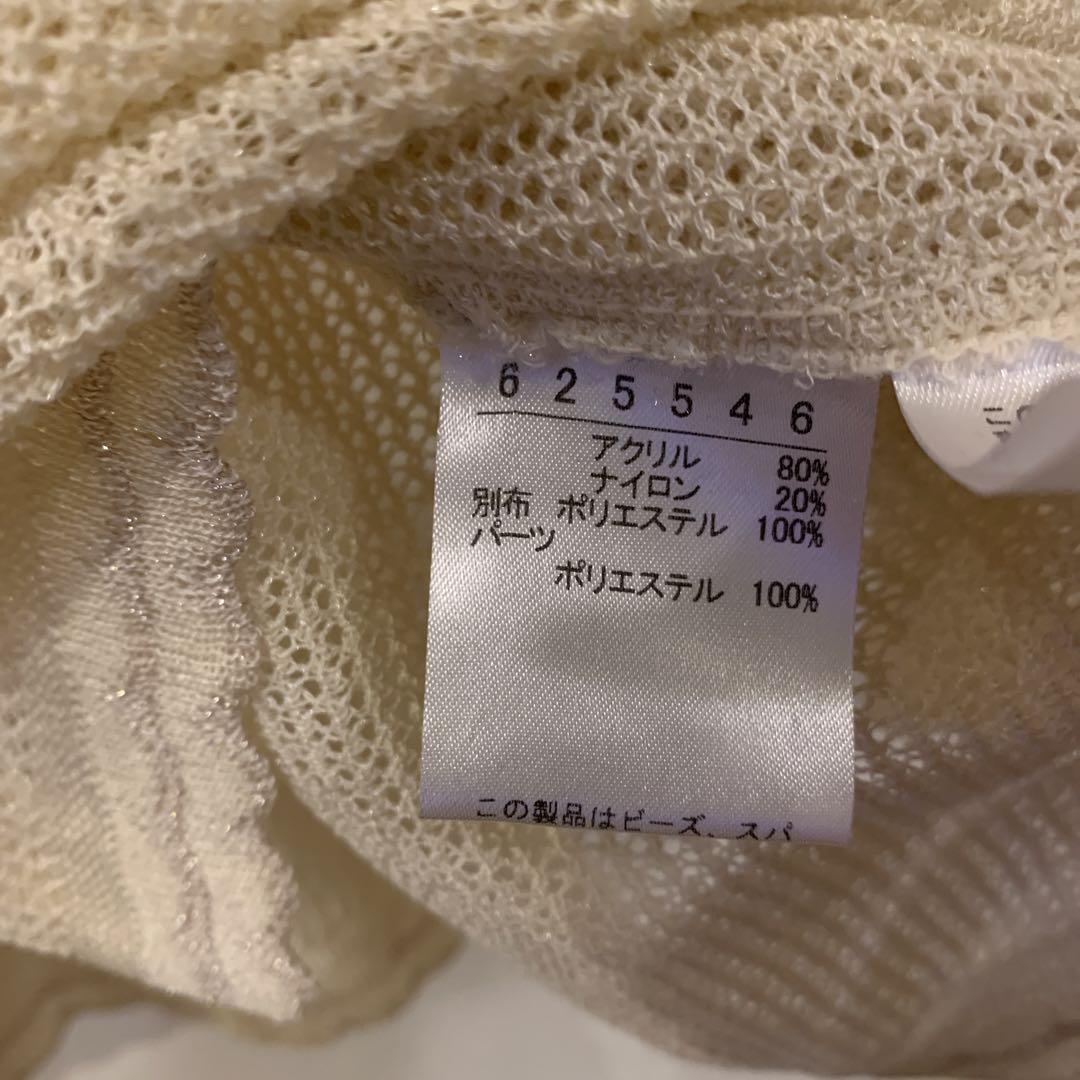 6 2 5 5 4 6
アクリル 80%
ナイロン 20%
別布 ポリエステル 100%
パーツ
ポリエステル 100%
この製品はビーズ、スパ